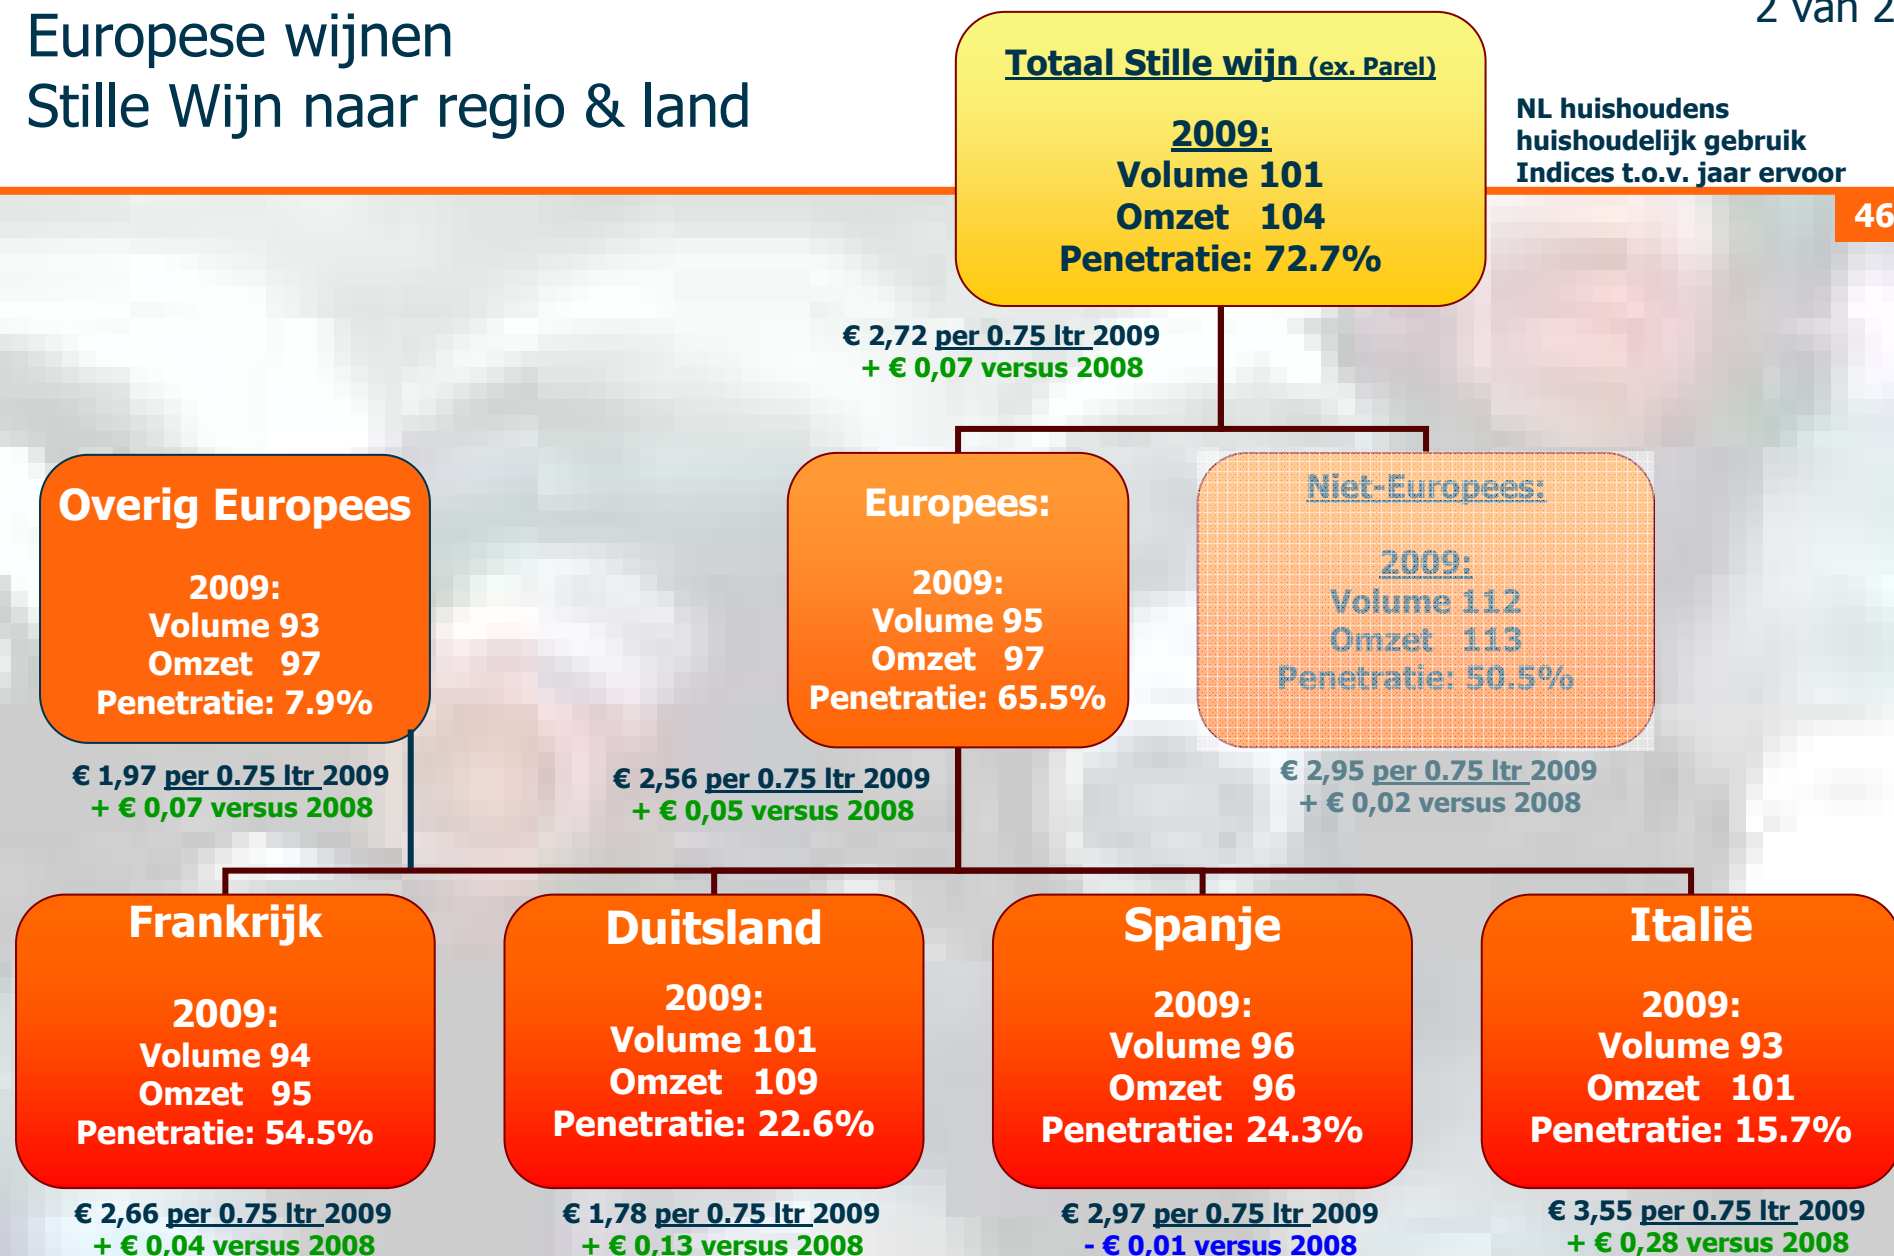 Europese wijnen
Stille Wijn naar regio & land
2 van 2
Totaal Stille wijn (ex. Parel)
2009:
Volume 101
Omzet 104
Penetratie: 72.7%
NL huishoudens
huishoudelijk gebruik
Indices t.o.v. jaar ervoor
46
€ 2,72 per 0.75 ltr 2009
+ € 0,07 versus 2008
Overig Europees
2009:
Volume 93
Omzet 97
Penetratie: 7.9%
€ 1,97 per 0.75 ltr 2009
+ € 0,07 versus 2008
Europees:
2009:
Volume 95
Omzet 97
Penetratie: 65.5%
€ 2,56 per 0.75 ltr 2009
+ € 0,05 versus 2008
Niet-Europees:
2009:
Volume 112
Omzet 113
Penetratie: 50.5%
€ 2,95 per 0.75 ltr 2009
+ € 0,02 versus 2008
Frankrijk
2009:
Volume 94
Omzet 95
Penetratie: 54.5%
€ 2,66 per 0.75 ltr 2009
+ € 0,04 versus 2008
Duitsland
2009:
Volume 101
Omzet 109
Penetratie: 22.6%
€ 1,78 per 0.75 ltr 2009
+ € 0,13 versus 2008
Spanje
2009:
Volume 96
Omzet 96
Penetratie: 24.3%
€ 2,97 per 0.75 ltr 2009
- € 0,01 versus 2008
Italië
2009:
Volume 93
Omzet 101
Penetratie: 15.7%
€ 3,55 per 0.75 ltr 2009
+ € 0,28 versus 2008